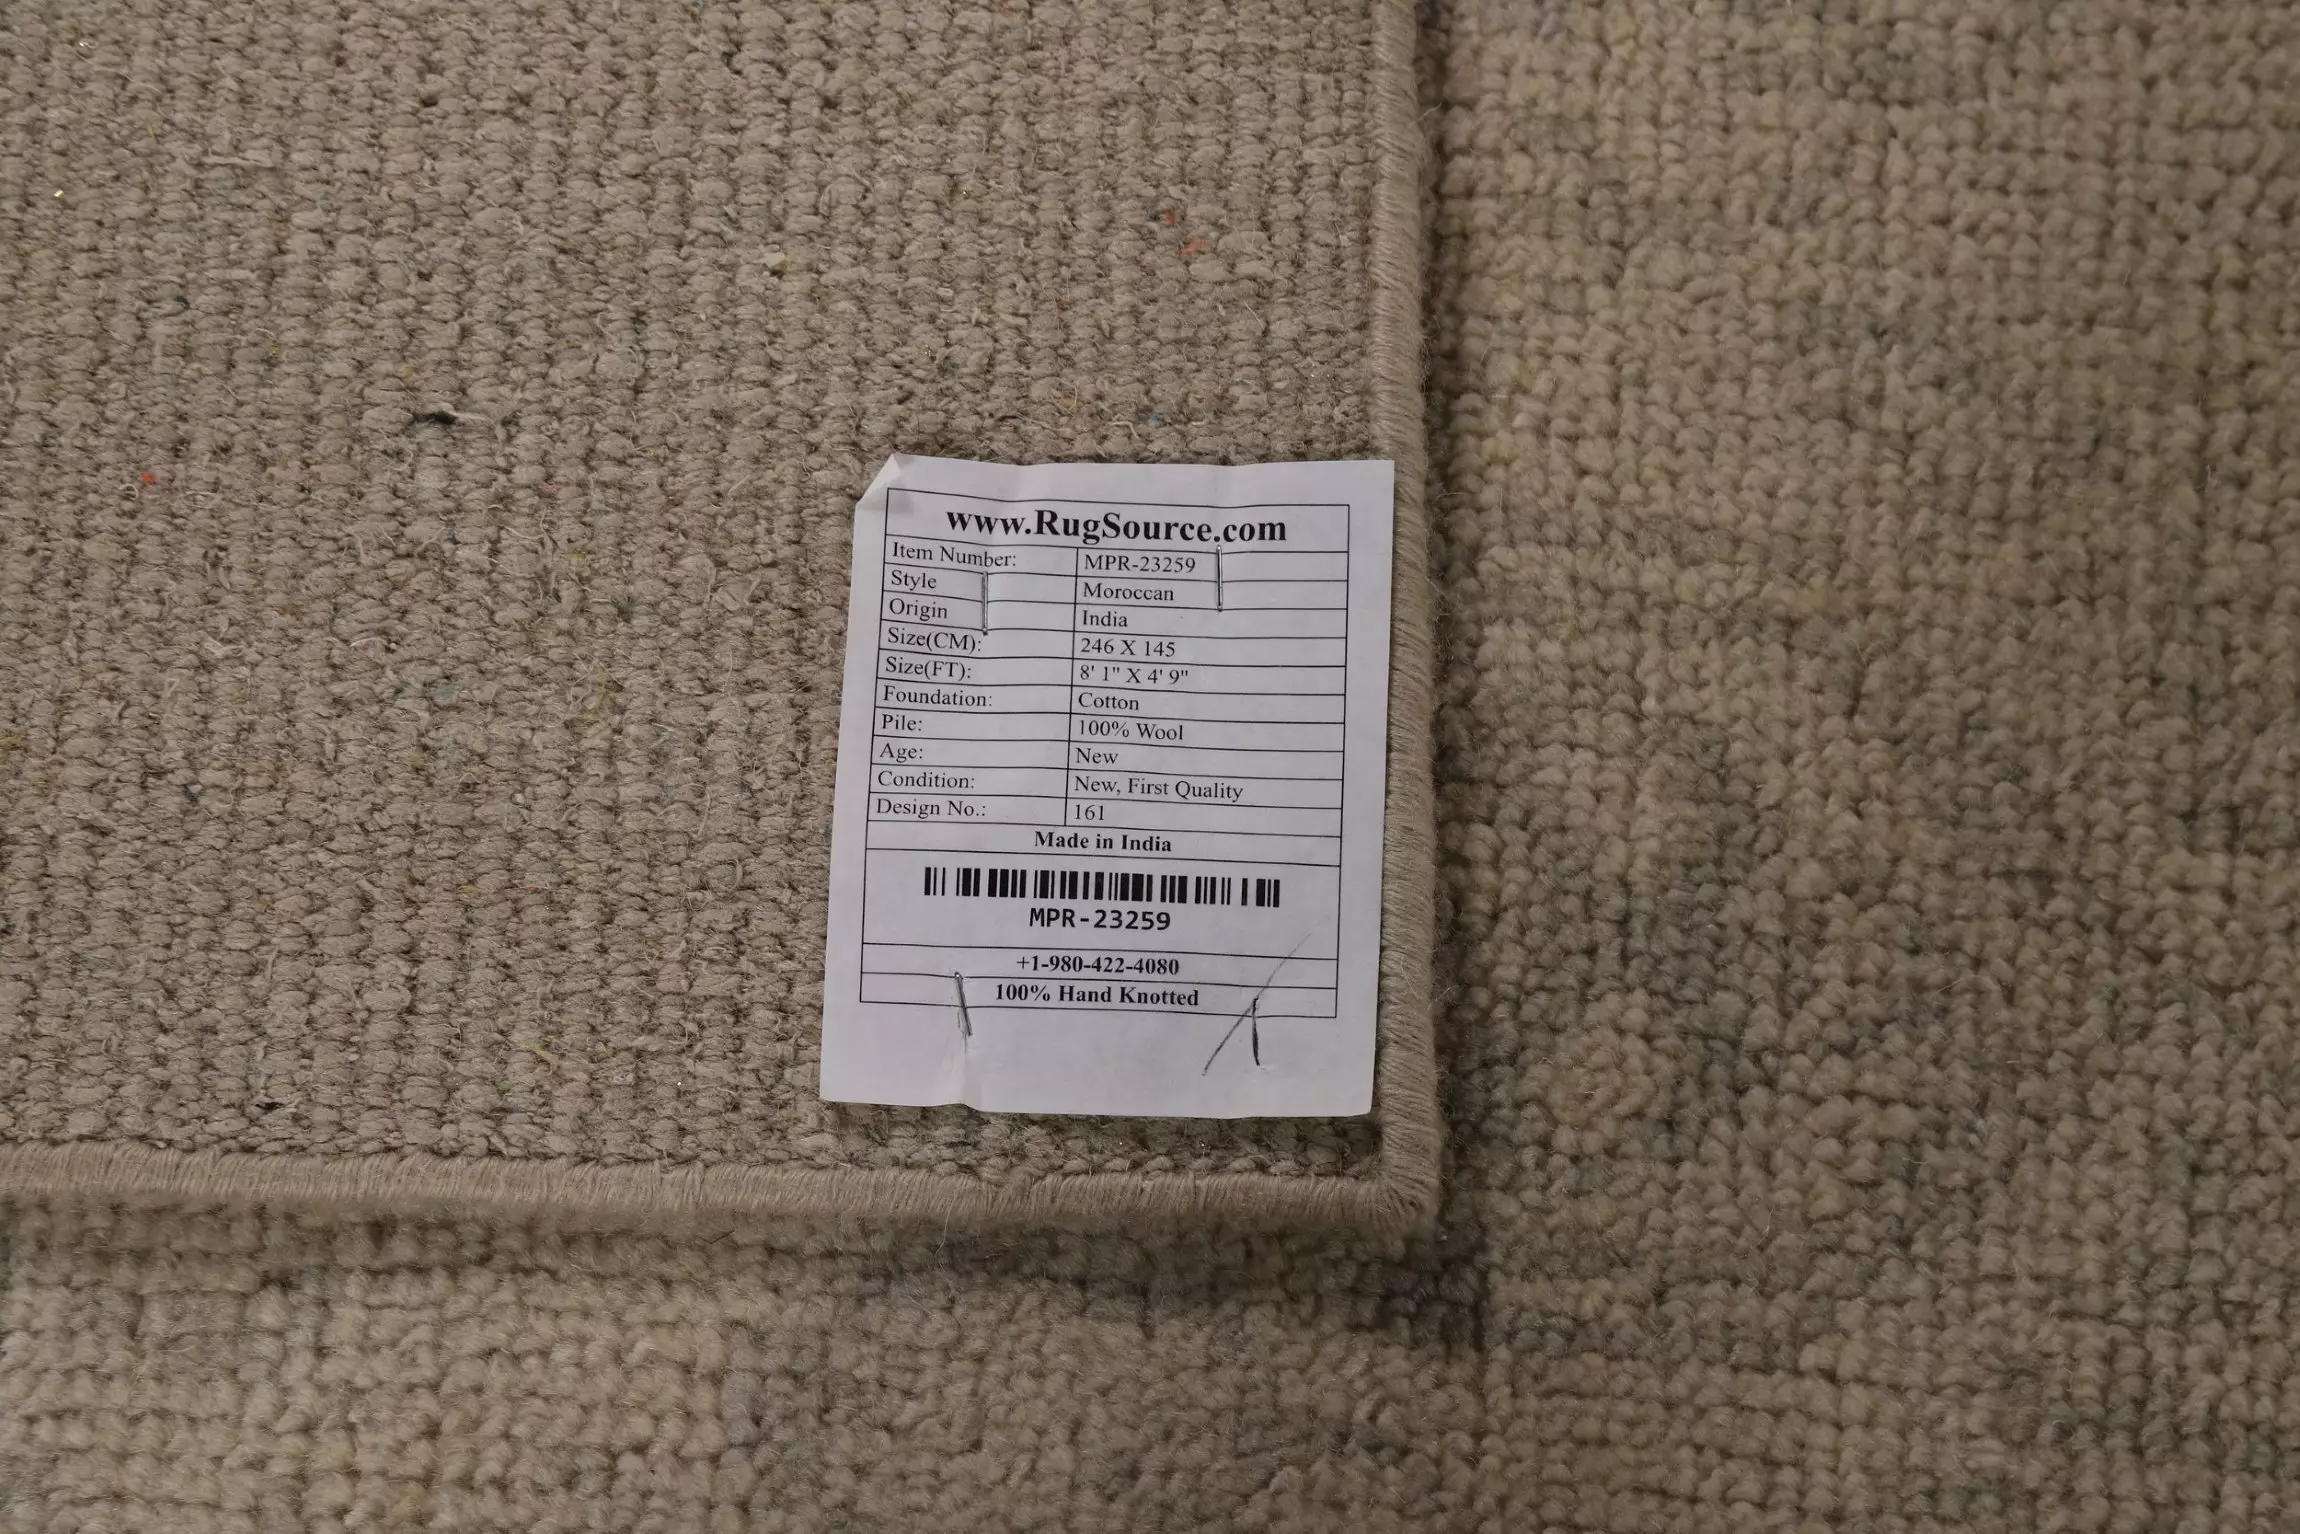 www.RugSource.com
Item Number: MPR-23259
Style Moroccan
Origin India
Size(CM): 246 X 145
Size(FT): 8' 1" X 4' 9"
Foundation: Cotton
Pile: 100% Wool
Age: New
Condition: New, First Quality
Design No.: 161
Made in India
MPR-23259
+1-980-422-4080
100% Hand Knotted